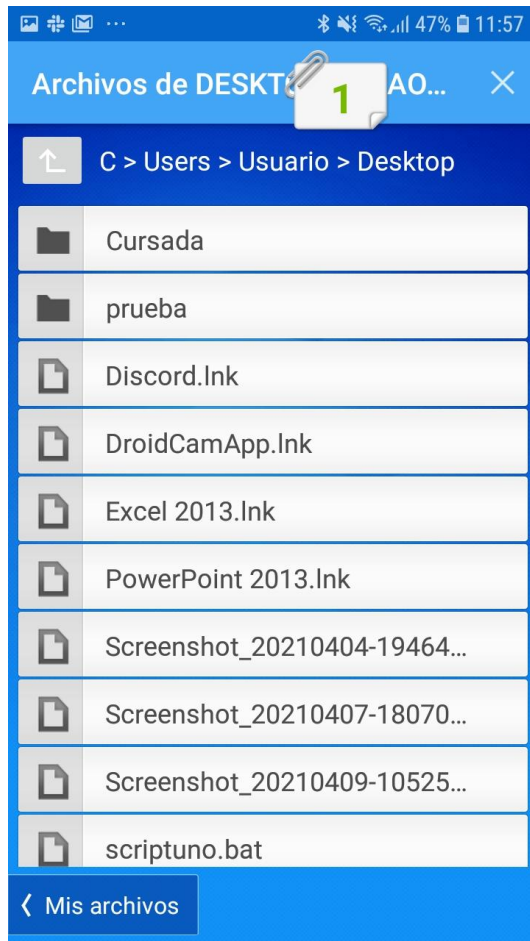 47% 11:57
Archivos de DESKT 1 AO...
C > Users > Usuario > Desktop
Cursada
prueba
Discord.lnk
DroidCamApp.lnk
Excel 2013.lnk
PowerPoint 2013.lnk
Screenshot_20210404-19464...
Screenshot_20210407-18070...
Screenshot_20210409-10525...
scriptuno.bat
Mis archivos